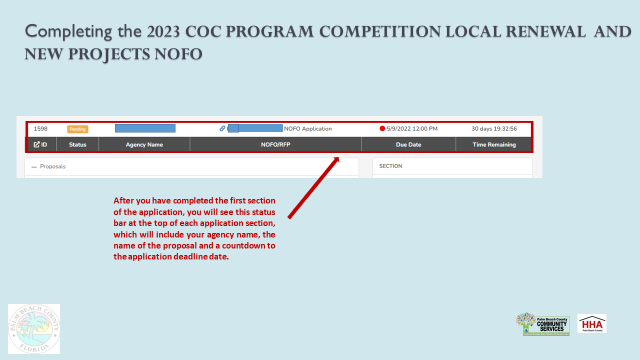 Completing the 2023 COC PROGRAM COMPETITION LOCAL RENEWAL AND
NEW PROJECTS NOFO
1598 NOFO Application 5/9/2022 12:00 PM 30 days 19:32:56
ID Status Agency Name NOFO/RFP Due Date Time Remaining
— Proposals SECTION
After you have completed the first section
of the application, you will see this status
bar at the top of each application section,
which will include your agency name, the
name of the proposal and a countdown to
the application deadline date.
PALM BEACH COUNTY
FLORIDA
Palm Beach County
COMMUNITY
SERVICES
HHA